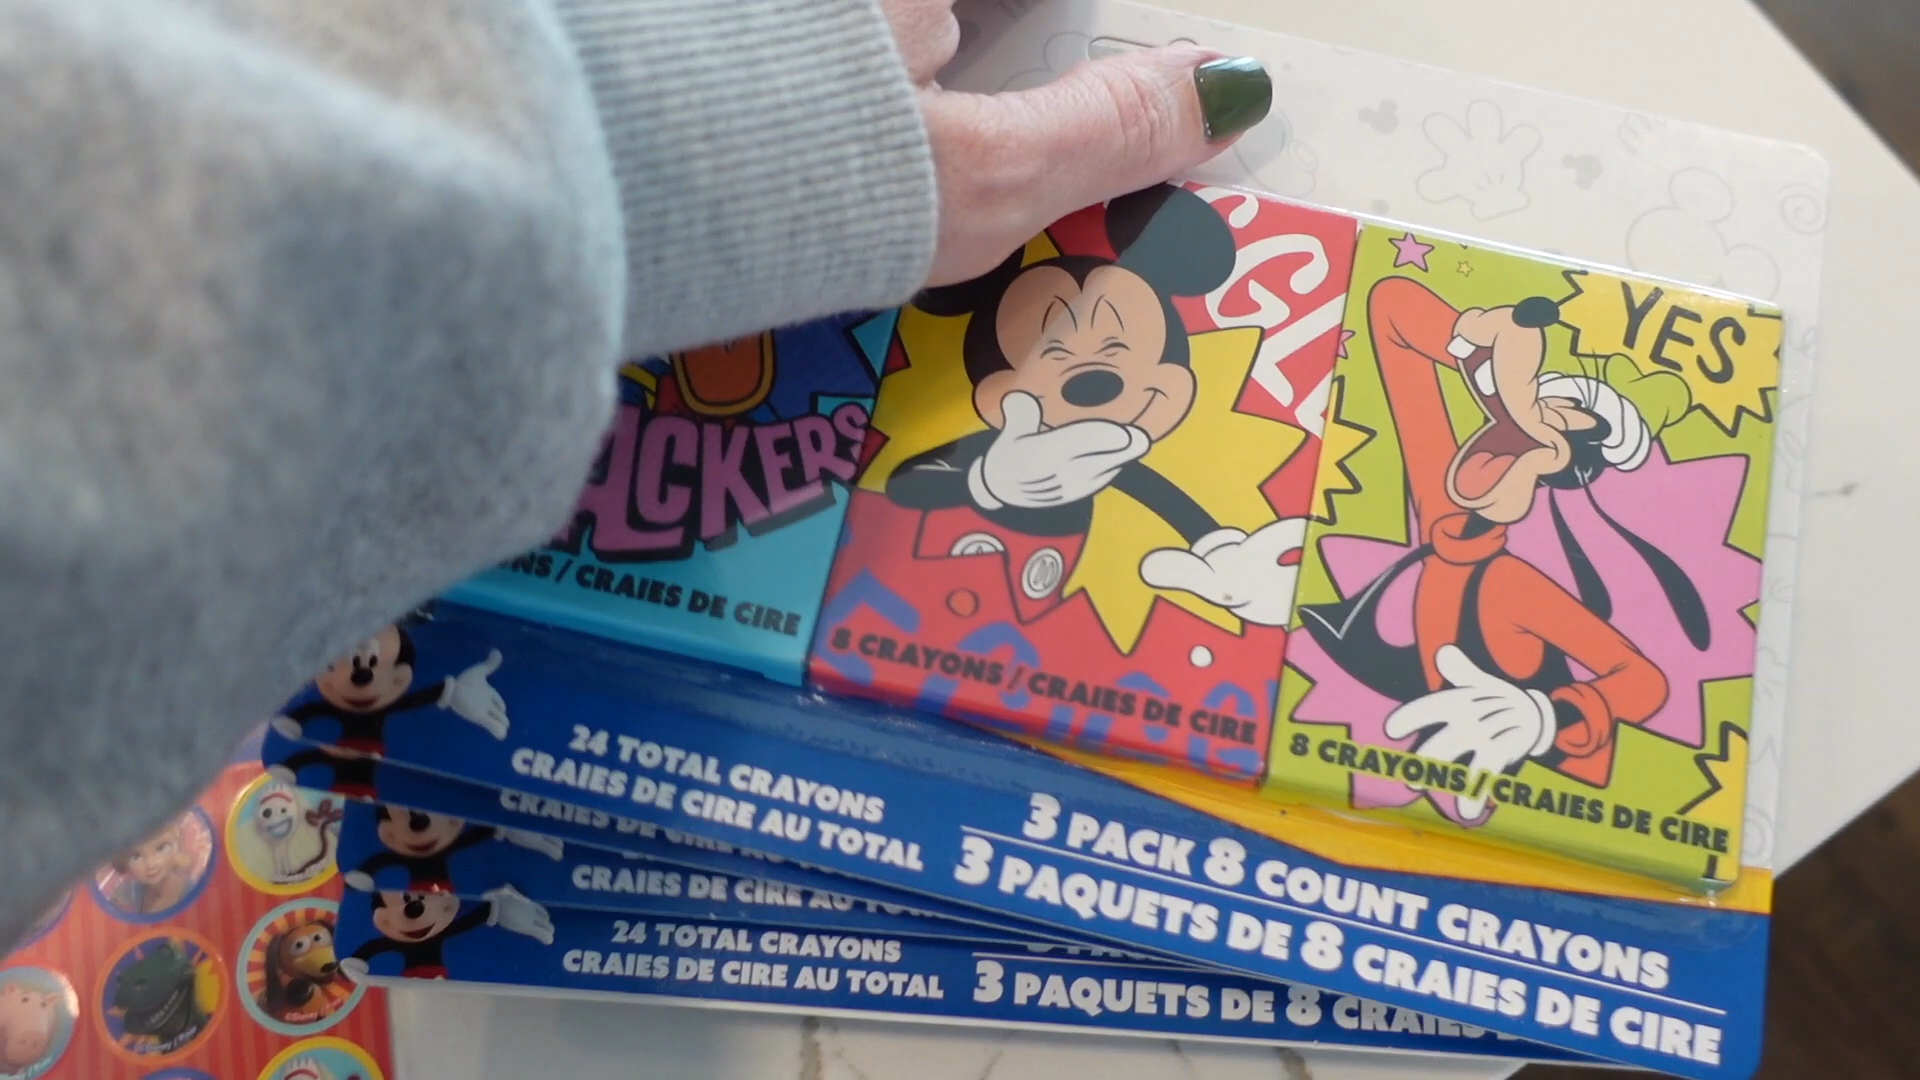 YES
8 CRAYONS / CRAIES DE CIRE
8 CRAYONS / CRAIES DE CIRE
/ CRAIES DE CIRE
24 TOTAL CRAYONS
CRAIES DE CIRE AU TOTAL
3 PACK 8 COUNT CRAYONS
3 PAQUETS DE 8 CRAIES DE CIRE
CRAIES DE CIRE AU TOTAL
24 TOTAL CRAYONS
CRAIES DE CIRE AU TOTAL
3 PAQUETS DE 8 CRAIES